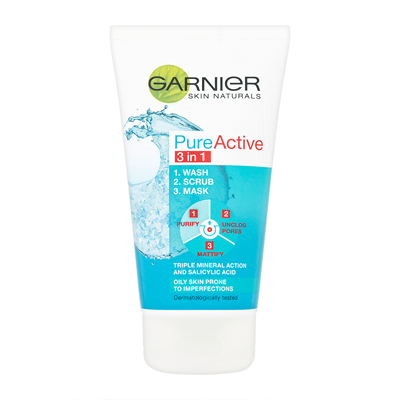 GARNIER
SKIN NATURALS
PureActive
3 in 1
1. WASH
2. SCRUB
3. MASK
1
PURIFY
2
UNCLOG
PORES
3
MATTIFY
TRIPLE MINERAL ACTION
AND SALICYLIC ACID
OILY SKIN PRONE
TO IMPERFECTIONS
Dermatologically tested